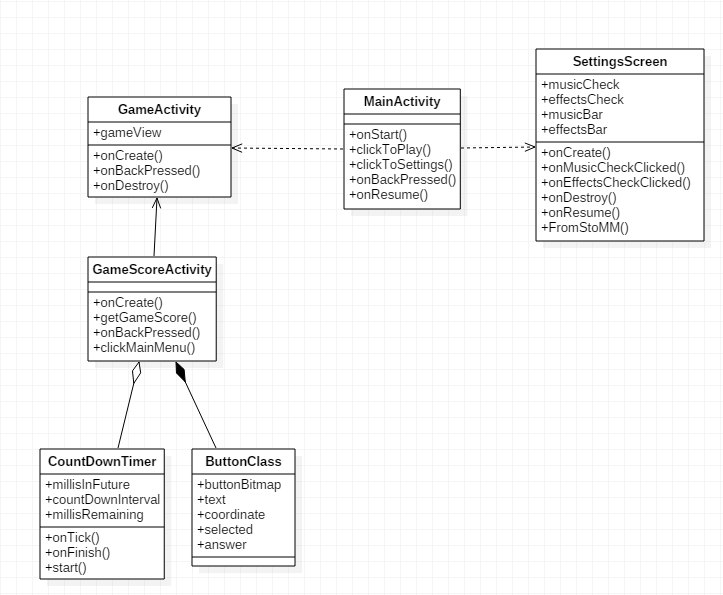 GameActivity
+gameView
+onCreate()
+onBackPressed()
+onDestroy()
MainActivity
+onStart()
+clickToPlay()
+clickToSettings()
+onBackPressed()
+onResume()
SettingsScreen
+musicCheck
+effectsCheck
+musicBar
+effectsBar
+onCreate()
+onMusicCheckClicked()
+onEffectsCheckClicked()
+onDestroy()
+onResume()
+FromStoMM()
GameScoreActivity
+onCreate()
+getGameScore()
+onBackPressed()
+clickMainMenu()
CountDownTimer
+millisInFuture
+countDownInterval
+millisRemaining
+onTick()
+onFinish()
+start()
ButtonClass
+buttonBitmap
+text
+coordinate
+selected
+answer